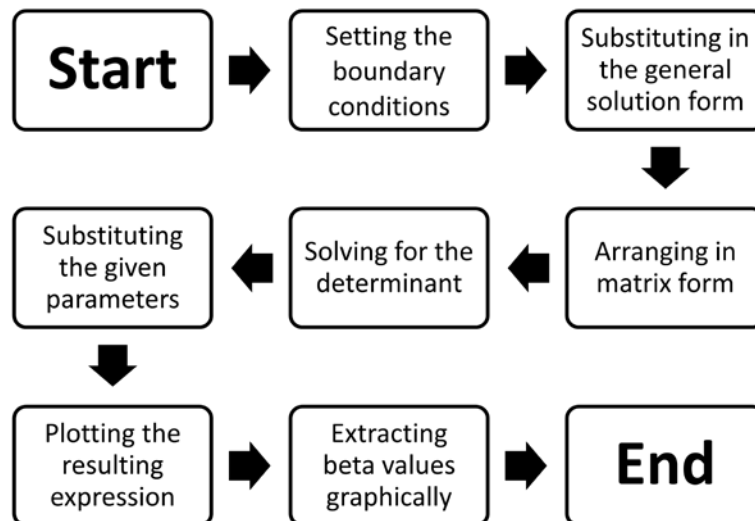 Start
Setting the
boundary
conditions
Substituting in
the general
solution form
Substituting
the given
parameters
Solving for the
determinant
Arranging in
matrix form
Plotting the
resulting
expression
Extracting
beta values
graphically
End